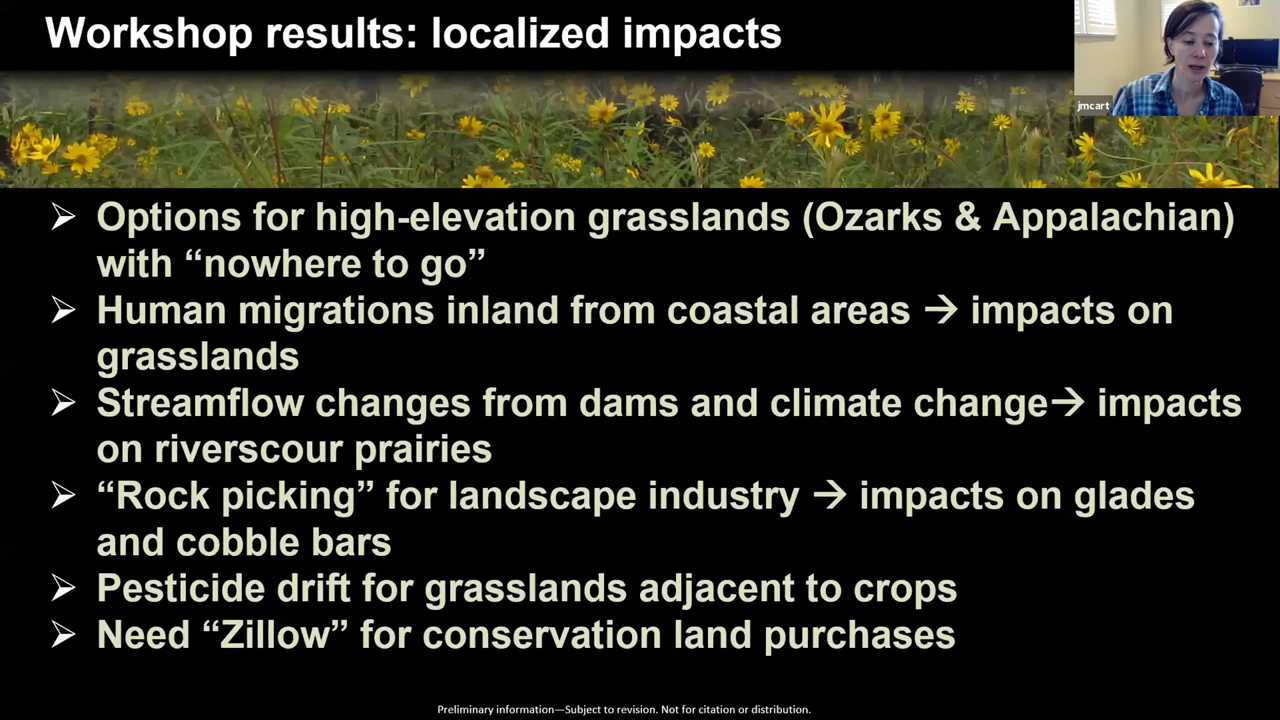 Workshop results: localized impacts
jmcart
➢ Options for high-elevation grasslands (Ozarks & Appalachian)
with “nowhere to go”
➢ Human migrations inland from coastal areas → impacts on
grasslands
➢ Streamflow changes from dams and climate change→ impacts
on riverscour prairies
➢ “Rock picking” for landscape industry → impacts on glades
and cobble bars
➢ Pesticide drift for grasslands adjacent to crops
➢ Need “Zillow” for conservation land purchases
Preliminary information—Subject to revision. Not for citation or distribution.